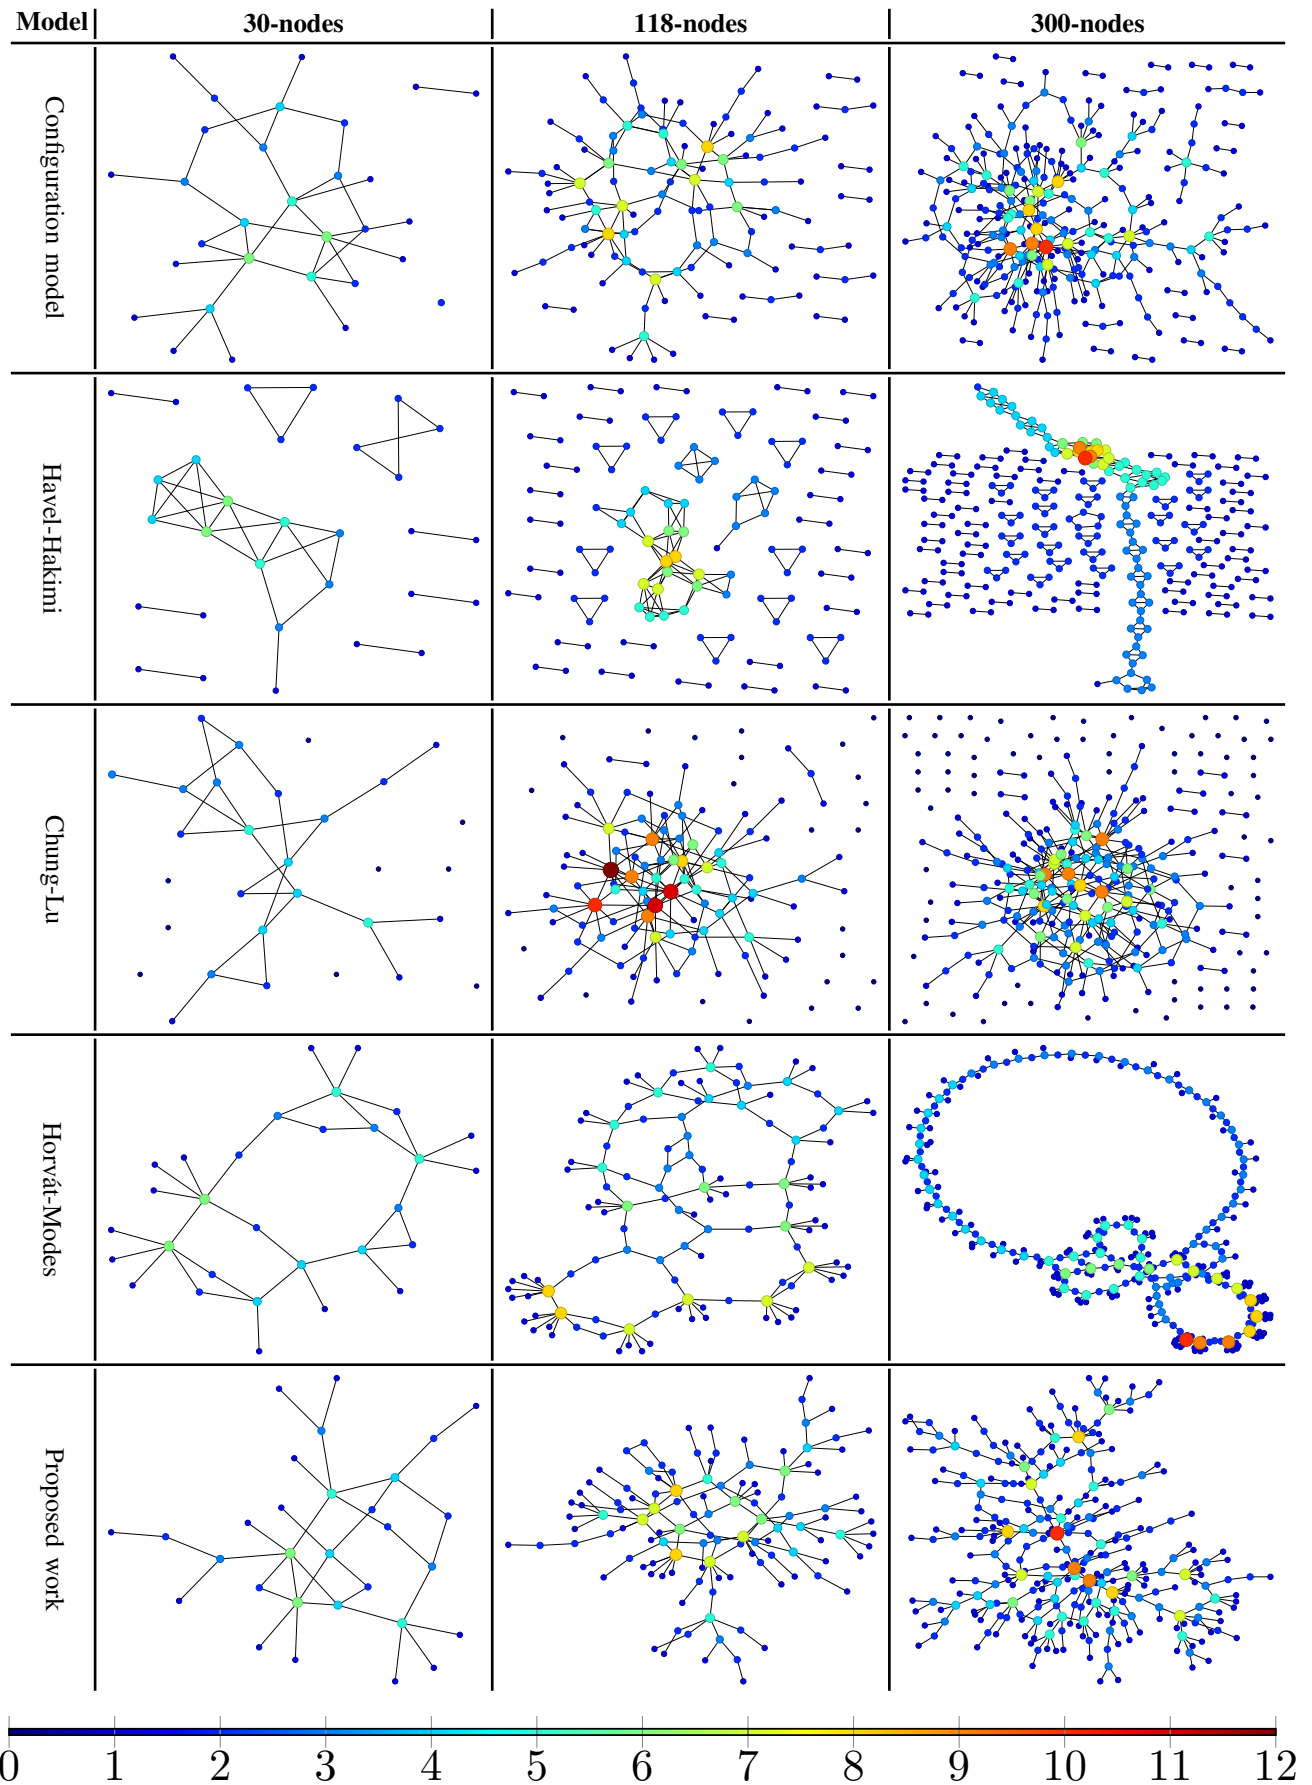 Model 30-nodes 118-nodes 300-nodes
Configuration model
Havel-Hakimi
Chung-Lu
Horvát-Modes
Proposed work
0 1 2 3 4 5 6 7 8 9 10 11 12